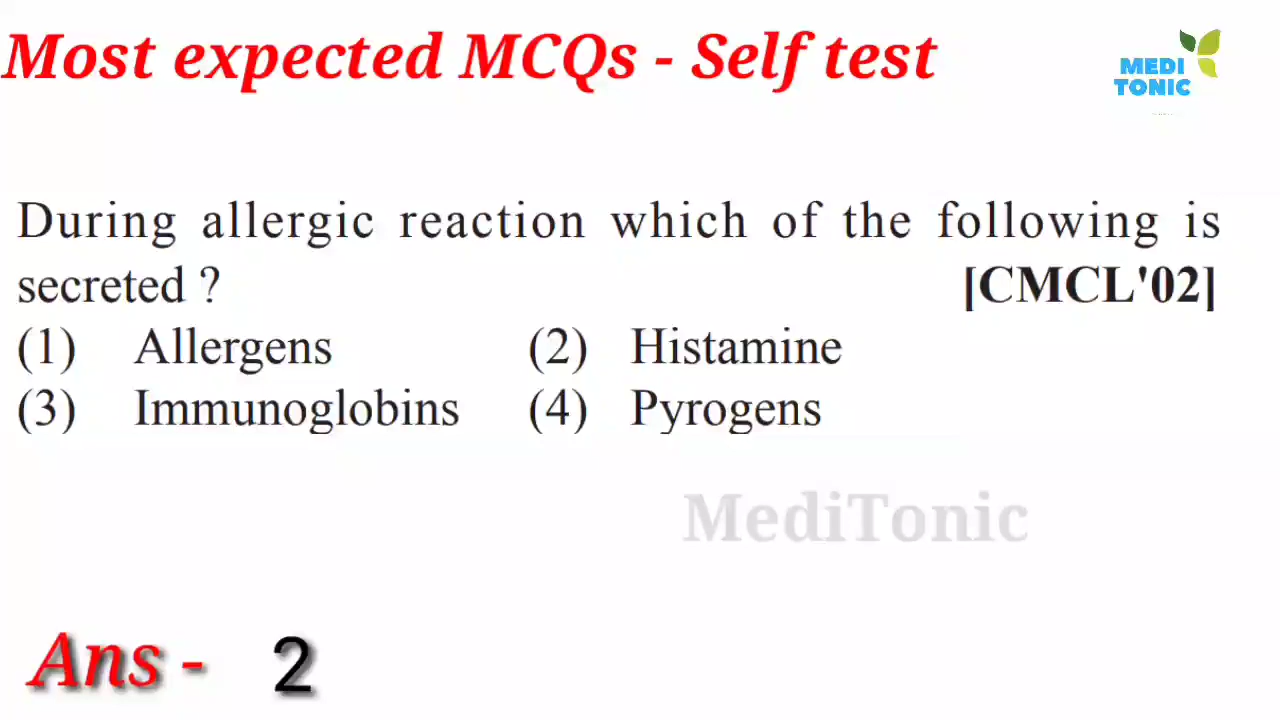 Most expected MCQs - Self test
MEDI
TONIC
During allergic reaction which of the following is
secreted ? [CMCL'02]
(1) Allergens (2) Histamine
(3) Immunoglobins (4) Pyrogens
MediTonic
Ans - 2